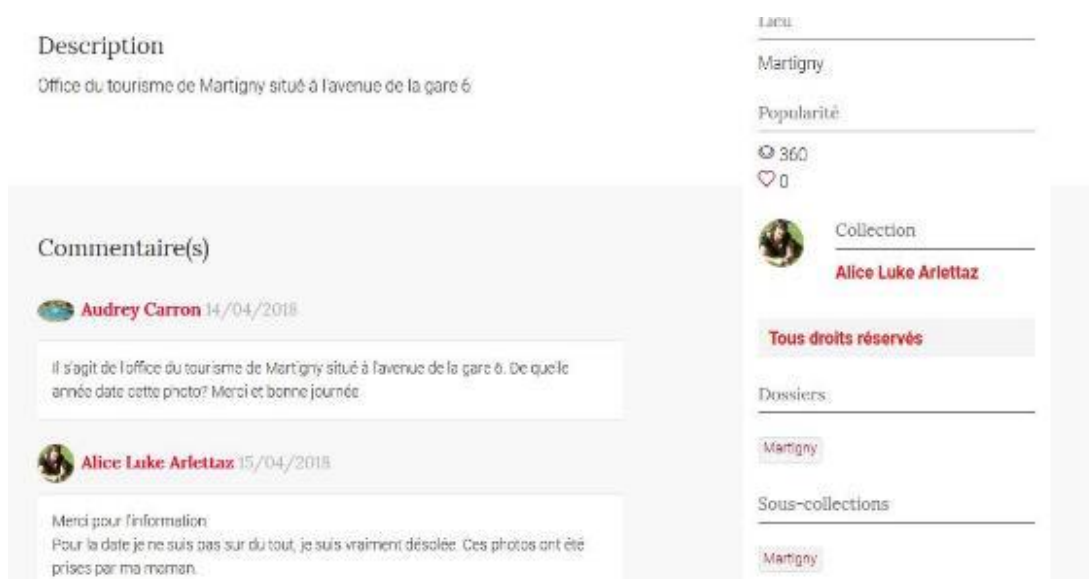 Description
Office du tourisme de Martigny situé à l'avenue de la gare 6
Commentaire(s)
Audrey Carron 14/04/2018
Il s'agit de l'office du tourisme de Martigny situé à l'avenue de la gare 6. De quelle
année date cette photo? Merci et bonne journée
Alice Luke Arlettaz 15/04/2018
Merci pour l'information
Pour la date je ne suis pas sur du tout, je suis vraiment désolée. Ces photos ont été
prises par ma maman.
Lieu
Martigny
Popularité
360
0
Collection
Alice Luke Arlettaz
Tous droits réservés
Dossiers
Martigny
Sous-collections
Martigny